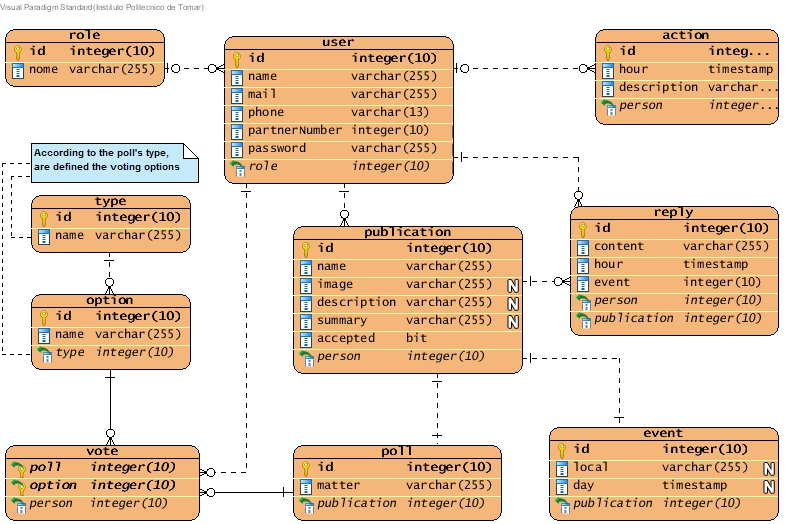 Visual Paradigm Standard(Instituto Politecnico de Tomar)
role
id integer(10)
nome varchar(255)
user
id integer(10)
name varchar(255)
mail varchar(255)
phone varchar(13)
partnerNumber integer(10)
password varchar(255)
role integer(10)
action
id integ...
hour timestamp
description varchar...
person integer...
According to the poll's type,
are defined the voting options
type
id integer(10)
name varchar(255)
publication
id integer(10)
name varchar(255)
image varchar(255) N
description varchar(255) N
summary varchar(255) N
accepted bit
person integer(10)
reply
id integer(10)
content varchar(255)
hour timestamp
event integer(10)
person integer(10)
publication integer(10)
option
id integer(10)
name varchar(255)
type integer(10)
vote
poll integer(10)
option integer(10)
person integer(10)
poll
id integer(10)
matter varchar(255)
publication integer(10)
event
id integer(10)
local varchar(255) N
day timestamp N
publication integer(10)